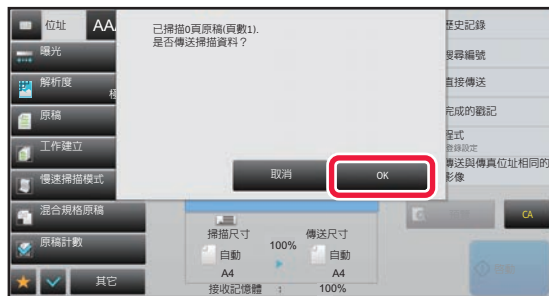 位址
AA
曝光
解析度
原稿
工作建立
慢速掃描模式
混合規格原稿
原稿計數
其它
已掃描0頁原稿(頁數1).
是否傳送掃描資料？
取消
OK
歷史記錄
搜尋編號
直接傳送
完成的戳記
程式
登錄設定
傳送與傳真位址相同的
影像
CA
掃描尺寸
傳送尺寸
100%
自動
自動
A4
A4
接收記憶體 : 100%